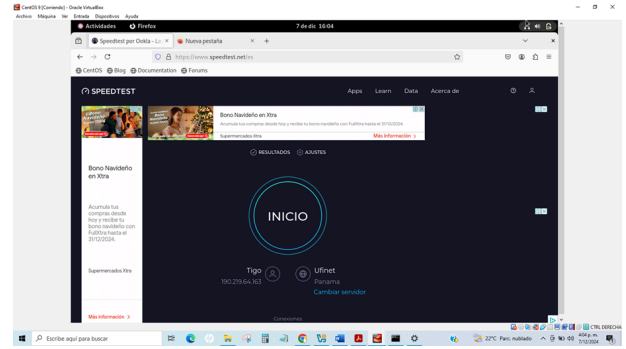 CentOS 9 [Corriendo] - Oracle VirtualBox
Archivo Máquina Ver Entrada Dispositivos Ayuda
Actividades Firefox 7 de dic 16:04
Speedtest por Ookla - La × Nueva pestaña ×
https://www.speedtest.net/es
CentOS Blog Documentation Forums
SPEEDTEST Apps Learn Data Acerca de
Bono Navideño en Xtra
Acumula tus compras desde hoy y recibe tu bono navideño con FullXtra hasta el 31/12/2024.
Supermercados Xtra Más información
RESULTADOS AJUSTES
Bono Navideño
en Xtra
Acumula tus
compras desde
hoy y recibe tu
bono navideño con
FullXtra hasta el
31/12/2024.
Supermercados Xtra
Más información
INICIO
Tigo
190.219.64.163
Ufinet
Panama
Cambiar servidor
Conexiones
CTRL DERECHA
Escribe aquí para buscar
22°C Parc. nublado
4:04 p. m.
7/12/2024